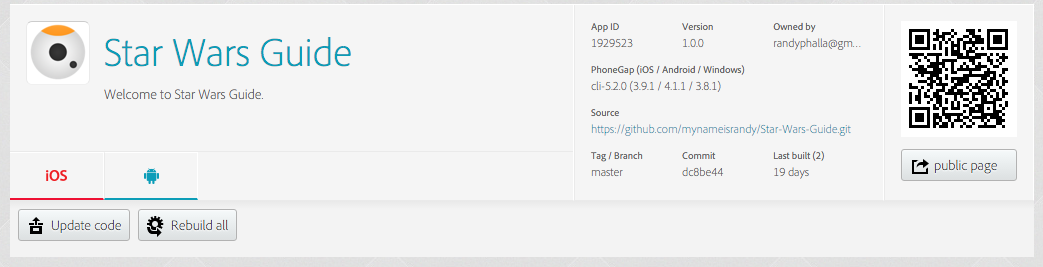 Star Wars Guide
Welcome to Star Wars Guide.
iOS
Update code
Rebuild all
App ID
1929523
Version
1.0.0
Owned by
randyphalla@gm...
PhoneGap (iOS / Android / Windows)
cli-5.2.0 (3.9.1 / 4.1.1 / 3.8.1)
Source
https://github.com/mynameisrandy/Star-Wars-Guide.git
Tag / Branch
master
Commit
dc8be44
Last built (2)
19 days
public page